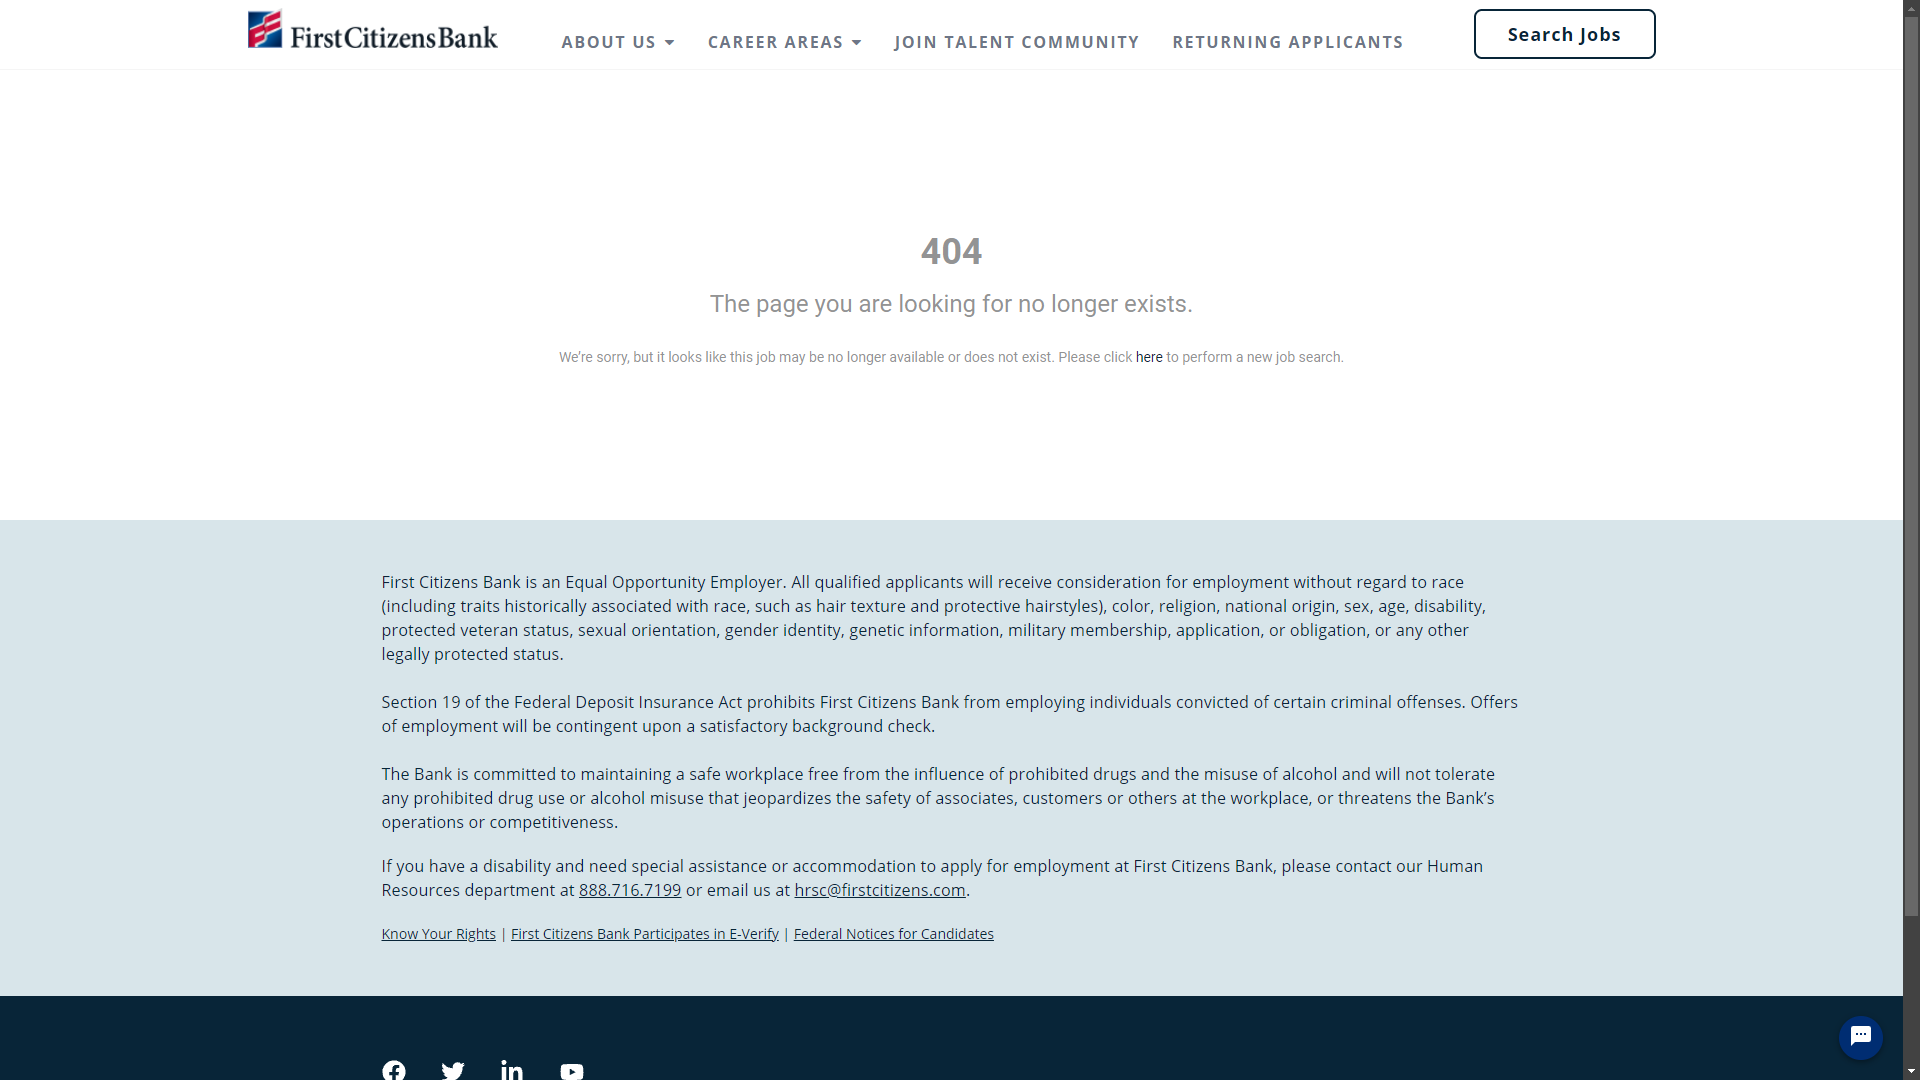 FirstCitizensBank
ABOUT US
CAREER AREAS
JOIN TALENT COMMUNITY
RETURNING APPLICANTS
Search Jobs
404
The page you are looking for no longer exists.
We're sorry, but it looks like this job may be no longer available or does not exist. Please click here to perform a new job search.
First Citizens Bank is an Equal Opportunity Employer. All qualified applicants will receive consideration for employment without regard to race
(including traits historically associated with race, such as hair texture and protective hairstyles), color, religion, national origin, sex, age, disability,
protected veteran status, sexual orientation, gender identity, genetic information, military membership, application, or obligation, or any other
legally protected status.
Section 19 of the Federal Deposit Insurance Act prohibits First Citizens Bank from employing individuals convicted of certain criminal offenses. Offers
of employment will be contingent upon a satisfactory background check.
The Bank is committed to maintaining a safe workplace free from the influence of prohibited drugs and the misuse of alcohol and will not tolerate
any prohibited drug use or alcohol misuse that jeopardizes the safety of associates, customers or others at the workplace, or threatens the Bank's
operations or competitiveness.
If you have a disability and need special assistance or accommodation to apply for employment at First Citizens Bank, please contact our Human
Resources department at 888.716.7199 or email us at hrsc@firstcitizens.com.
Know Your Rights | First Citizens Bank Participates in E-Verify | Federal Notices for Candidates